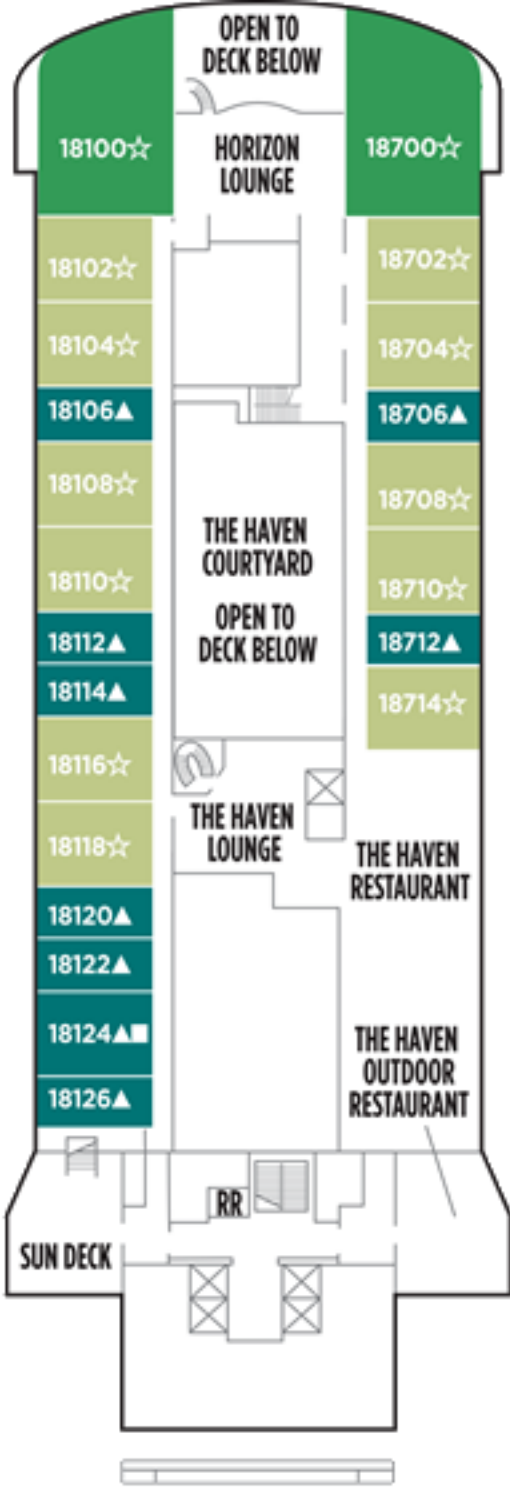 OPEN TO
DECK BELOW
18100☆
HORIZON
LOUNGE
18700☆
18102☆
18702☆
18104☆
18704☆
18106▲
18706▲
18108☆
18708☆
THE HAVEN
COURTYARD
18110☆
18710☆
OPEN TO
DECK BELOW
18112▲
18712▲
18114▲
18714☆
18116☆
THE HAVEN
LOUNGE
18118☆
THE HAVEN
RESTAURANT
18120▲
18122▲
18124▲■
THE HAVEN
OUTDOOR
RESTAURANT
18126▲
RR
SUN DECK